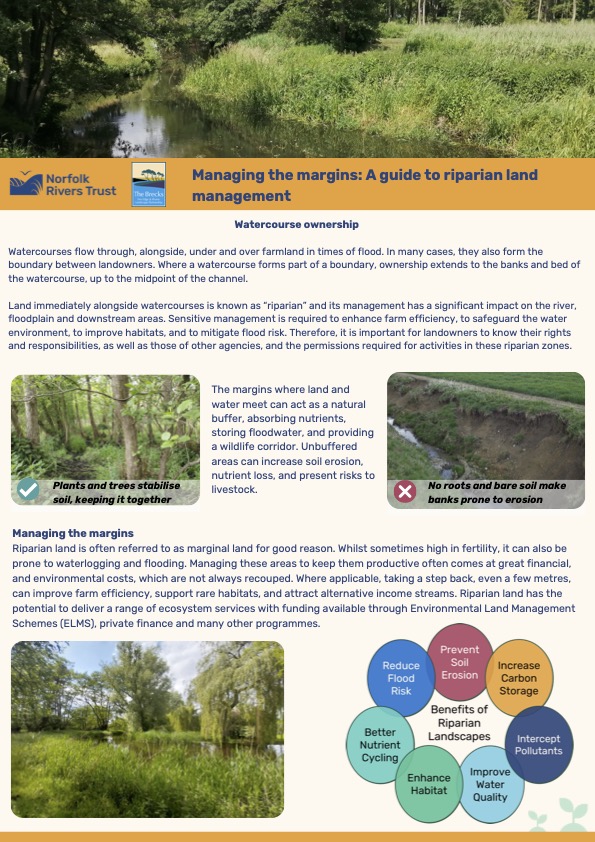 Norfolk
Rivers Trust
The Brecks
Managing the margins: A guide to riparian land
management
Watercourse ownership
Watercourses flow through, alongside, under and over farmland in times of flood. In many cases, they also form the
boundary between landowners. Where a watercourse forms part of a boundary, ownership extends to the banks and bed of
the watercourse, up to the midpoint of the channel.
Land immediately alongside watercourses is known as “riparian” and its management has a significant impact on the river,
floodplain and downstream areas. Sensitive management is required to enhance farm efficiency, to safeguard the water
environment, to improve habitats, and to mitigate flood risk. Therefore, it is important for landowners to know their rights
and responsibilities, as well as those of other agencies, and the permissions required for activities in these riparian zones.
Plants and trees stabilise
soil, keeping it together
The margins where land and
water meet can act as a natural
buffer, absorbing nutrients,
storing floodwater, and providing
a wildlife corridor. Unbuffered
areas can increase soil erosion,
nutrient loss, and present risks to
livestock.
No roots and bare soil make
banks prone to erosion
Managing the margins
Riparian land is often referred to as marginal land for good reason. Whilst sometimes high in fertility, it can also be
prone to waterlogging and flooding. Managing these areas to keep them productive often comes at great financial,
and environmental costs, which are not always recouped. Where applicable, taking a step back, even a few metres,
can improve farm efficiency, support rare habitats, and attract alternative income streams. Riparian land has the
potential to deliver a range of ecosystem services with funding available through Environmental Land Management
Schemes (ELMS), private finance and many other programmes.
Prevent
Soil
Erosion
Reduce
Flood
Risk
Increase
Carbon
Storage
Benefits of
Riparian
Landscapes
Better
Nutrient
Cycling
Intercept
Pollutants
Enhance
Habitat
Improve
Water
Quality